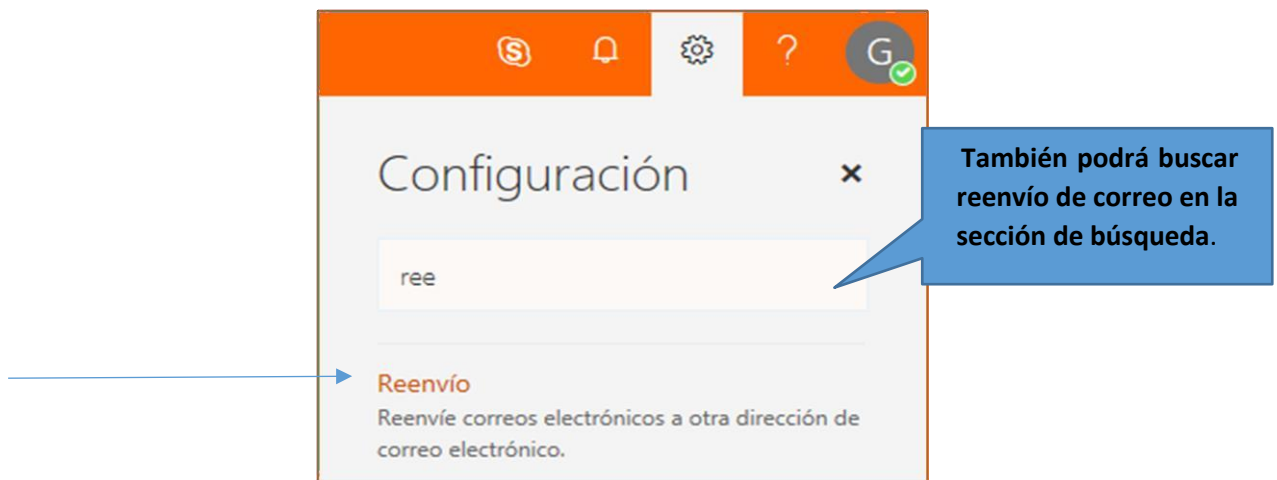 S
?
G
Configuración
×
También podrá buscar
reenvío de correo en la
sección de búsqueda.
ree
Reenvío
Reenvíe correos electrónicos a otra dirección de
correo electrónico.